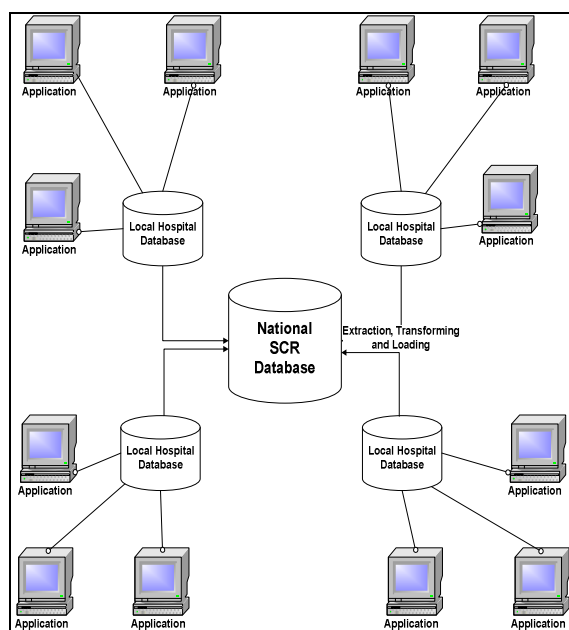 Application
Application
Application
Application
Application
Local Hospital
Database
Local Hospital
Database
Application
National
SCR
Database
Extraction, Transforming
and Loading
Application
Local Hospital
Database
Local Hospital
Database
Application
Application
Application
Application
Application